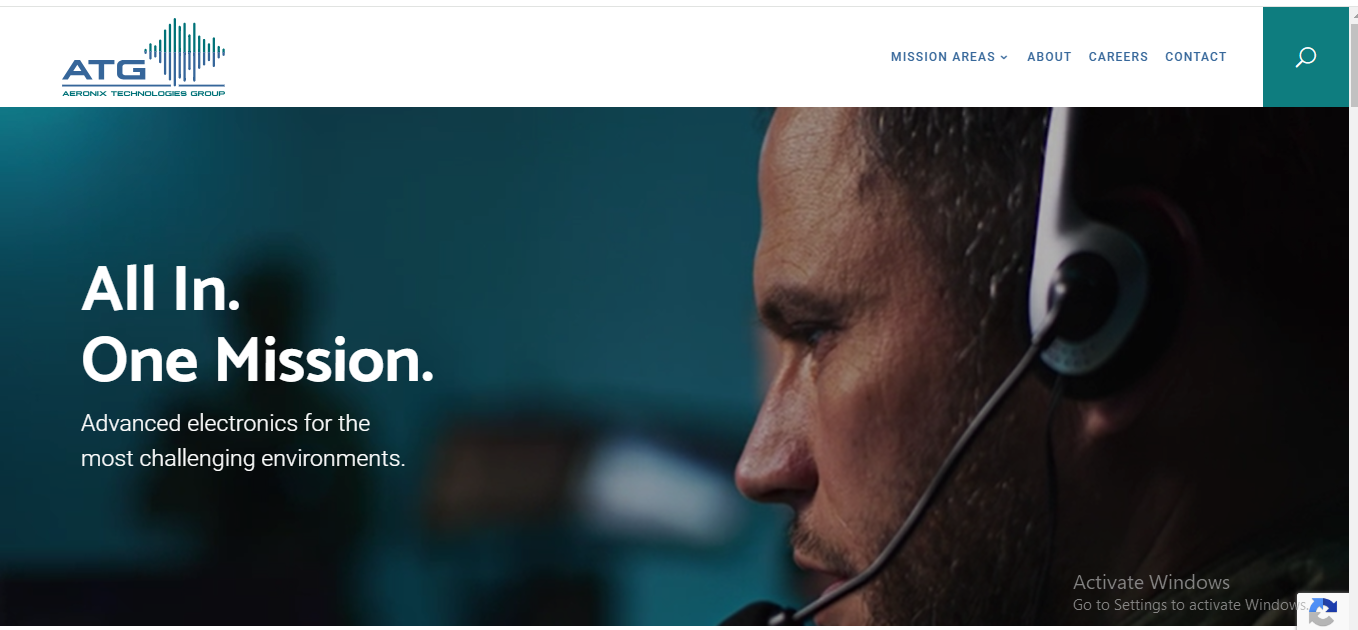 ATG
AERONIX TECHNOLOGIES GROUP
MISSION AREAS
ABOUT
CAREERS
CONTACT
All In.
One Mission.
Advanced electronics for the
most challenging environments.
Activate Windows
Go to Settings to activate Windows.